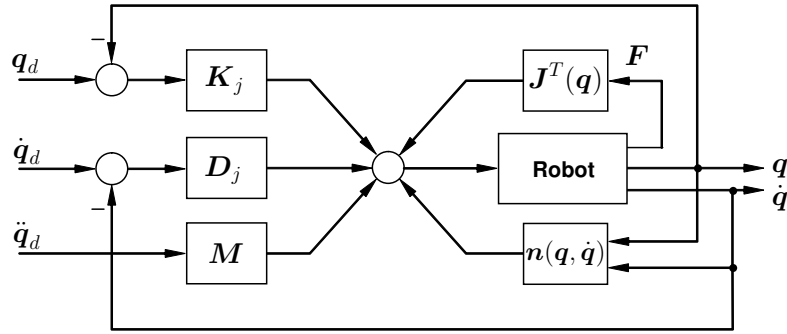 −
𝒒_d
𝑲_j
𝑱^T(𝒒)
𝑭
𝒒̇_d
𝑫_j
Robot
𝒒
𝒒̇
−
𝒒̈_d
𝑴
𝒏(𝒒, 𝒒̇)